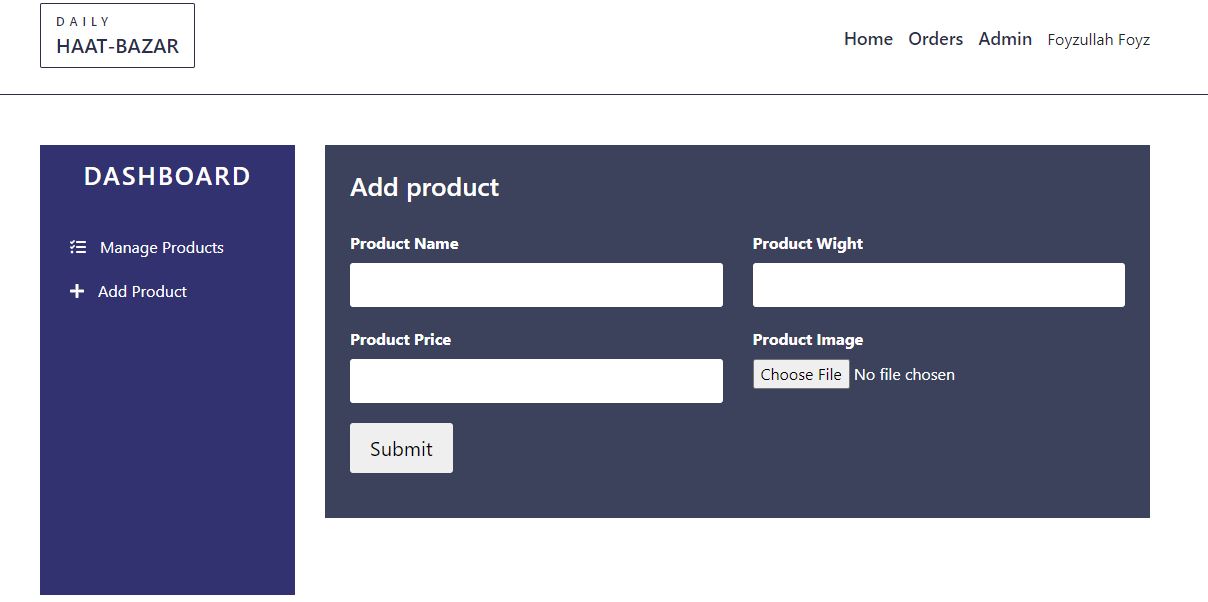 DAILY
HAAT-BAZAR
Home Orders Admin Foyzullah Foyz
DASHBOARD
Manage Products
Add Product
Add product
Product Name
Product Wight
Product Price
Product Image
Choose File No file chosen
Submit